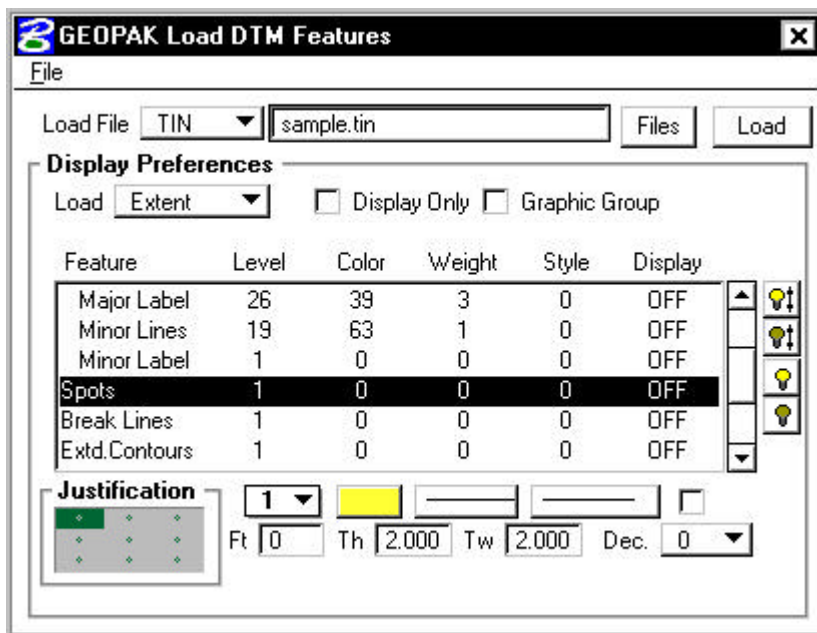 GEOPAK Load DTM Features
File
Load File TIN sample.tin Files Load
Display Preferences
Load Extent Display Only Graphic Group
Feature Level Color Weight Style Display
Major Label 26 39 3 0 OFF
Minor Lines 19 63 1 0 OFF
Minor Label 1 0 0 0 OFF
Spots 1 0 0 0 OFF
Break Lines 1 0 0 0 OFF
Extd.Contours 1 0 0 0 OFF
Justification 1
Ft 0 Th 2.000 Tw 2.000 Dec. 0